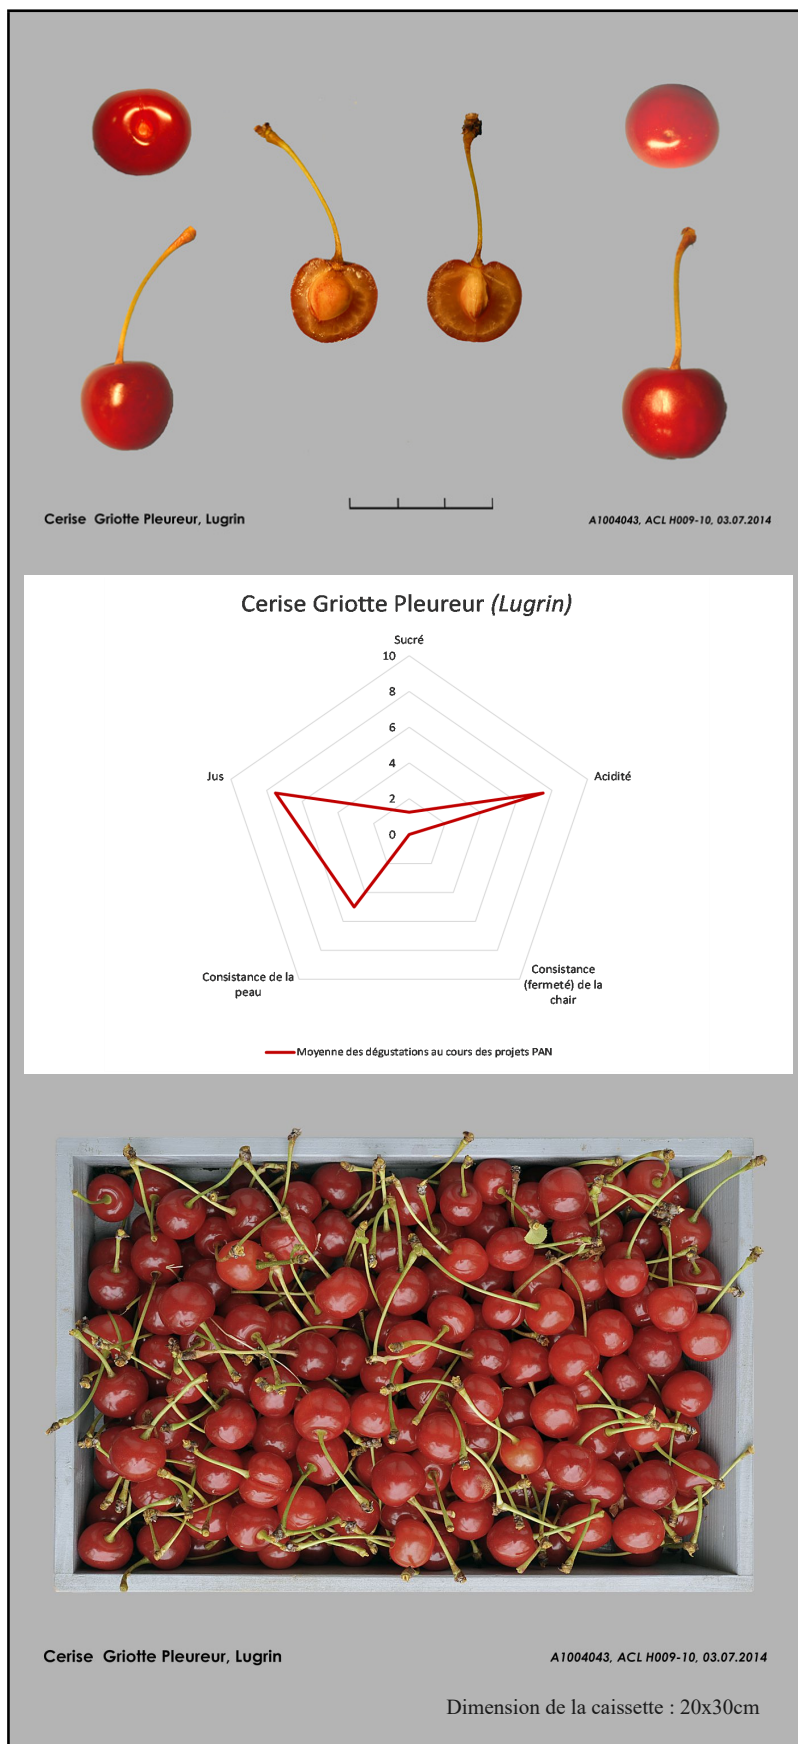 Cerise Griotte Pleureur, Lugrin
A1004043, ACL H009-10, 03.07.2014
Cerise Griotte Pleureur (Lugrin)
Sucré
10
8
6
4
2
0
Jus
Acidité
Consistance de la
peau
Consistance
(fermeté) de la
chair
Moyenne des dégustations au cours des projets PAN
Cerise Griotte Pleureur, Lugrin
A1004043, ACL H009-10, 03.07.2014
Dimension de la caissette : 20x30cm